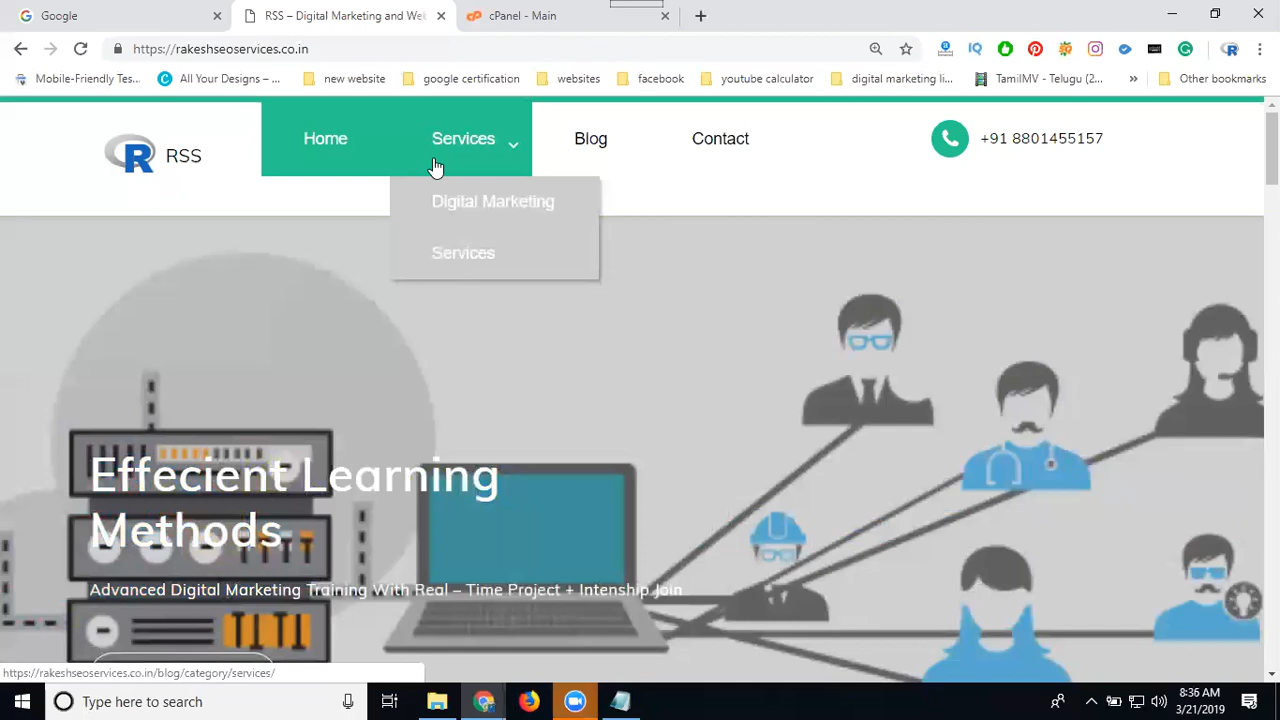 Google
RSS – Digital Marketing and We
cPanel - Main
https://rakeshseoservices.co.in
Mobile-Friendly Tes...
All Your Designs – ...
new website
google certification
websites
facebook
youtube calculator
digital marketing li...
TamilMV - Telugu (2...
Other bookmarks
R RSS
Home
Services
Blog
Contact
+91 8801455157
Digital Marketing
Services
Effecient Learning
Methods
Advanced Digital Marketing Training With Real – Time Project + Intenship Join
https://rakeshseoservices.co.in/blog/category/services/
Type here to search
8:36 AM
3/21/2019